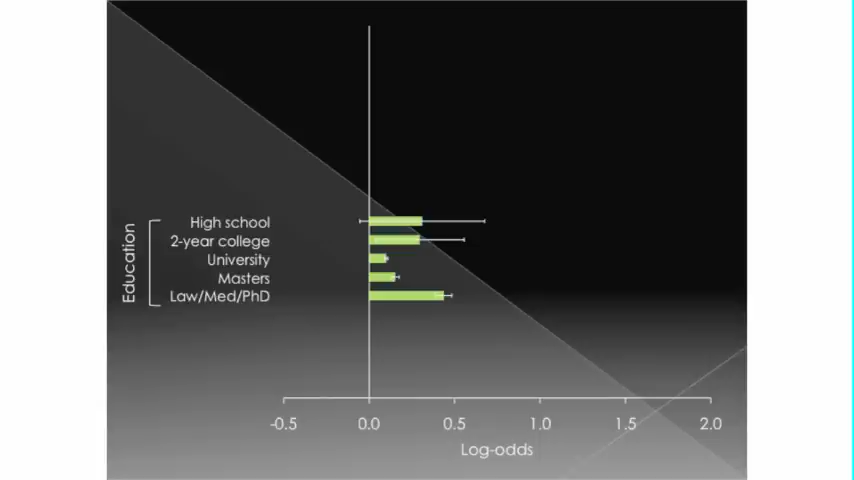 Education
High school
2-year college
University
Masters
Law/Med/PhD
-0.5 0.0 0.5 1.0 1.5 2.0
Log-odds